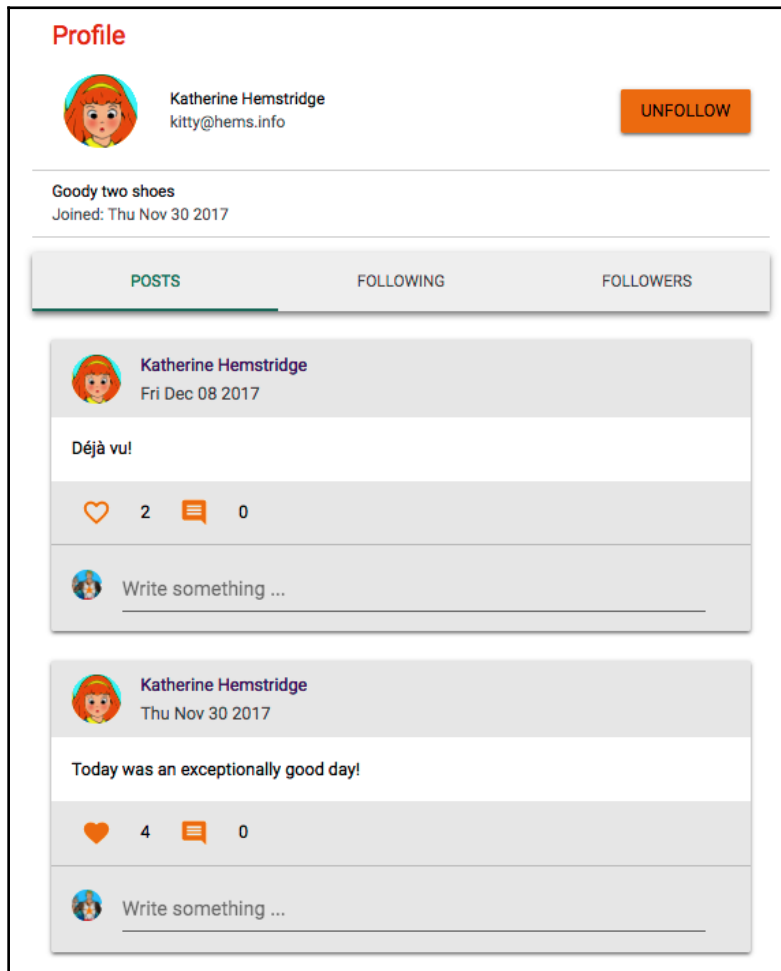 Profile
Katherine Hemstridge
kitty@hems.info
UNFOLLOW
Goody two shoes
Joined: Thu Nov 30 2017
POSTS FOLLOWING FOLLOWERS
Katherine Hemstridge
Fri Dec 08 2017
Déjà vu!
2 0
Write something ...
Katherine Hemstridge
Thu Nov 30 2017
Today was an exceptionally good day!
4 0
Write something ...